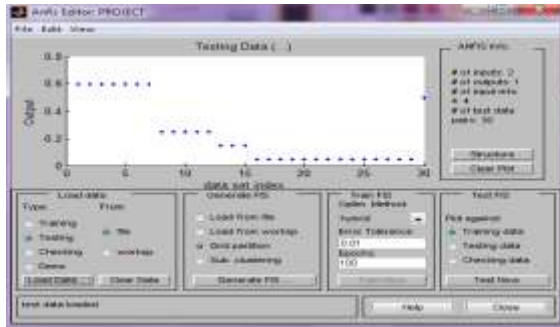 Anfis Editor: PROJECT
File Edit View
Testing Data (...)
Output
0.8
0.6
0.4
0.2
0
0 5 10 15 20 25 30
data set index
ANFIS Info.
# of inputs: 2
# of outputs: 1
# of input mfs:
4
# of test data
pairs: 30
Structure
Clear Plot
Load data
Type: From:
Training
Testing
Checking
Demo
file
worksp.
Load Data...
Clear Data
Generate FIS
Load from file
Load from worksp.
Grid partition
Sub. clustering
Generate FIS ...
Train FIS
Optim. Method:
hybrid
Error Tolerance:
0.01
Epochs:
100
Test FIS
Plot against:
Training data
Testing data
Checking data
Test Now
test data loaded
Help
Close